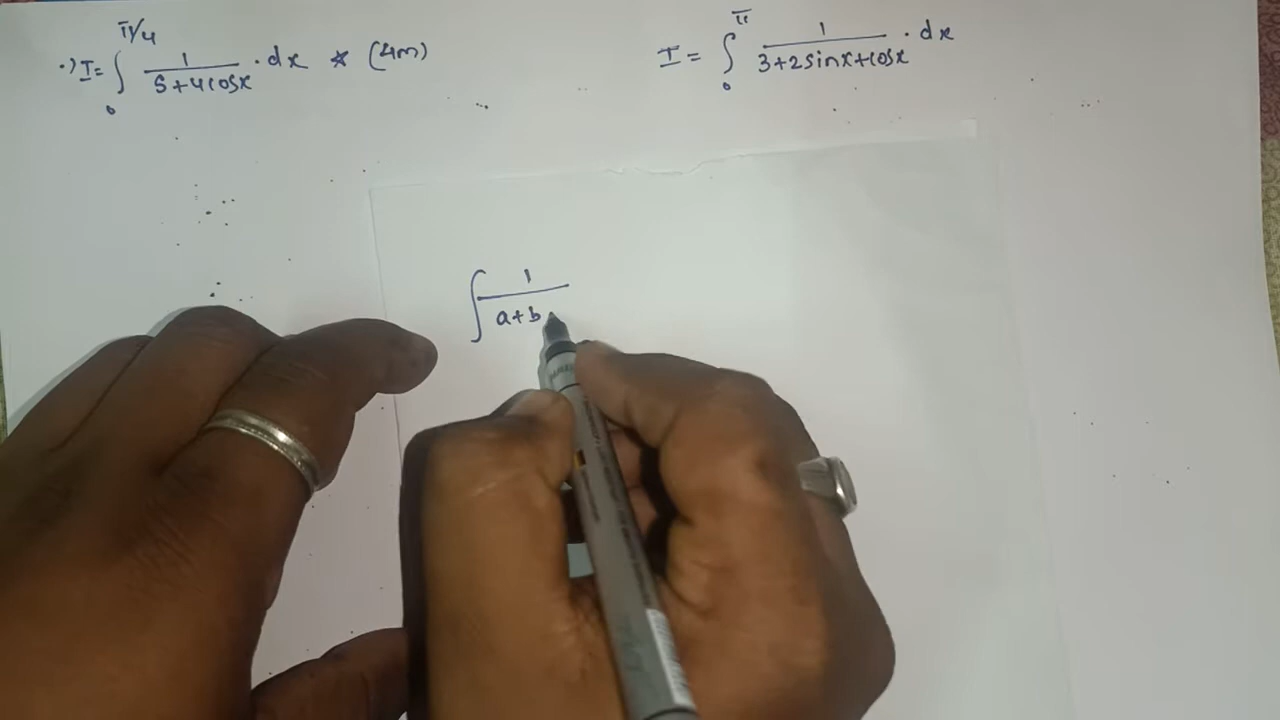 .) I = ∫₀^π/4 1/(5+4cosx) . dx * (4m)
I = ∫₀^π 1/(3+2sinx+cosx) . dx
∫ 1/(a+b